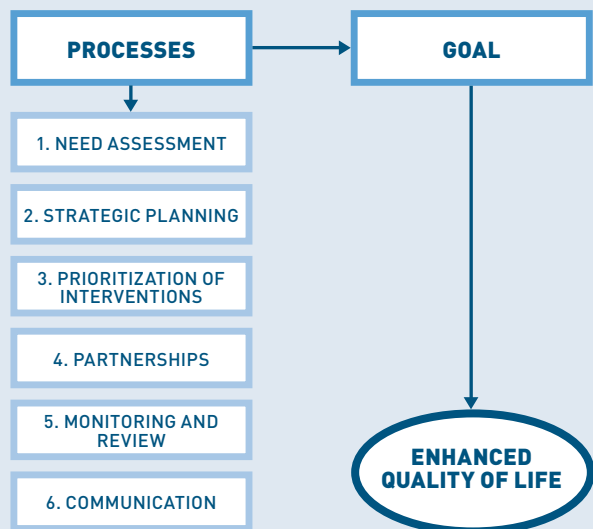 PROCESSES
GOAL
1. NEED ASSESSMENT
2. STRATEGIC PLANNING
3. PRIORITIZATION OF
INTERVENTIONS
4. PARTNERSHIPS
5. MONITORING AND
REVIEW
6. COMMUNICATION
ENHANCED
QUALITY OF LIFE